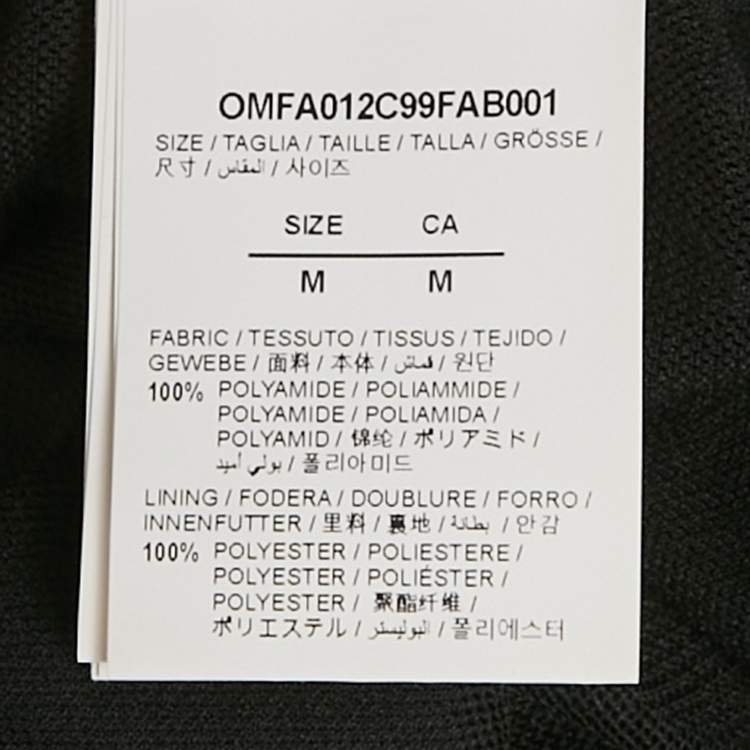 OMFA012C99FAB001
SIZE / TAGLIA / TAILLE / TALLA / GRÖSSE /
尺寸 / المقاس / 사이즈
SIZE CA
M M
FABRIC / TESSUTO / TISSUS / TEJIDO /
GEWEBE / 面料 / 本体 / قماش / 원단
100% POLYAMIDE / POLIAMMIDE /
POLYAMIDE / POLIAMIDA /
POLYAMID / 锦纶 / ポリアミド /
بولي أميد / 폴리아미드
LINING / FODERA / DOUBLURE / FORRO /
INNENFUTTER / 里料 / 裏地 / بطانة / 안감
100% POLYESTER / POLIESTERE /
POLYESTER / POLIÉSTER /
POLYESTER / 聚酯纤维 /
ポリエステル / البوليستر / 폴리에스터